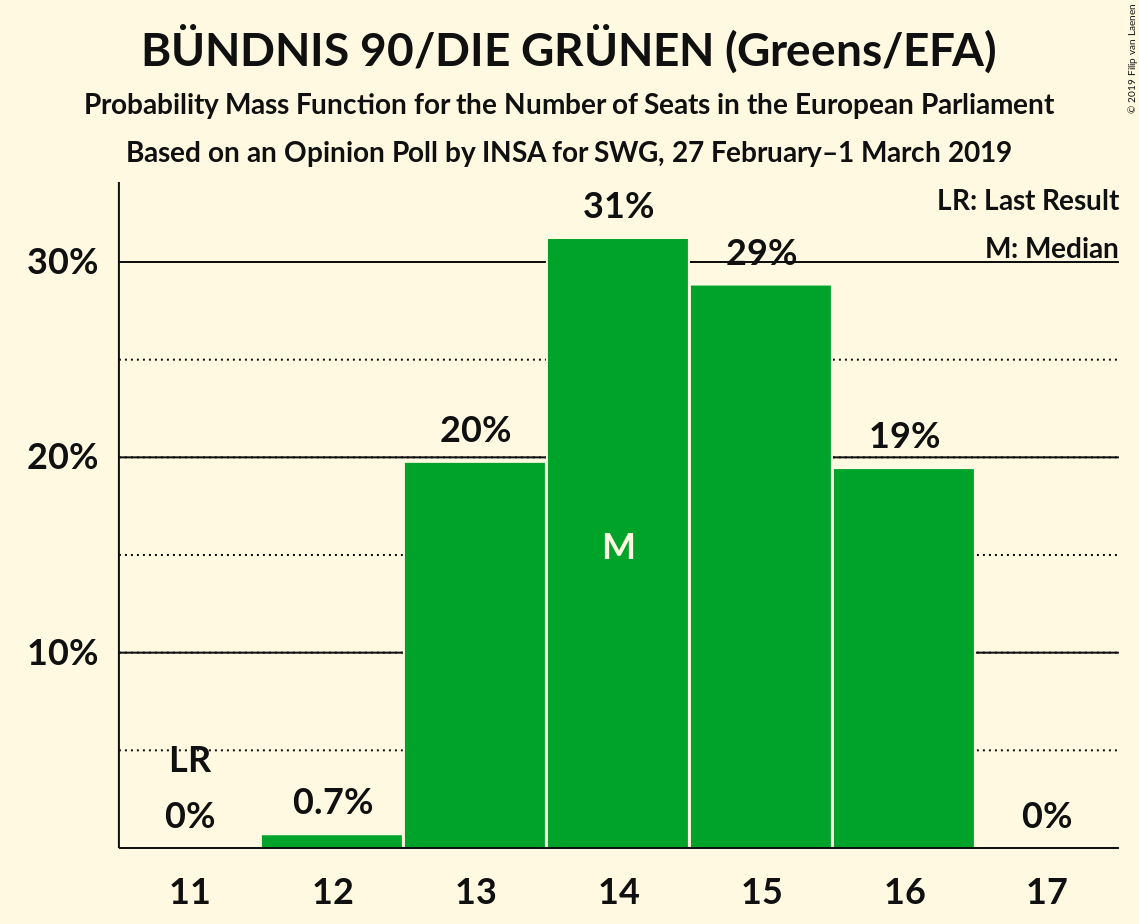 BÜNDNIS 90/DIE GRÜNEN (Greens/EFA)
Probability Mass Function for the Number of Seats in the European Parliament
Based on an Opinion Poll by INSA for SWG, 27 February–1 March 2019
© 2019 Filip van Laenen
LR: Last Result
M: Median
31%
29%
30%
20%
19%
20%
M
10%
LR
0%
0.7%
0%
11 12 13 14 15 16 17